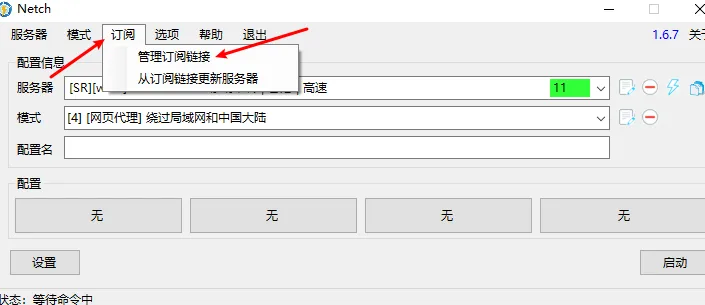 Netch
服务器 模式 订阅 选项 帮助 退出 1.6.7
管理订阅链接
从订阅链接更新服务器
配置信息
服务器 [SR][w 高速 11
模式 [4] [网页代理] 绕过局域网和中国大陆
配置名
配置
无 无 无 无
设置 启动
状态：等待命令中